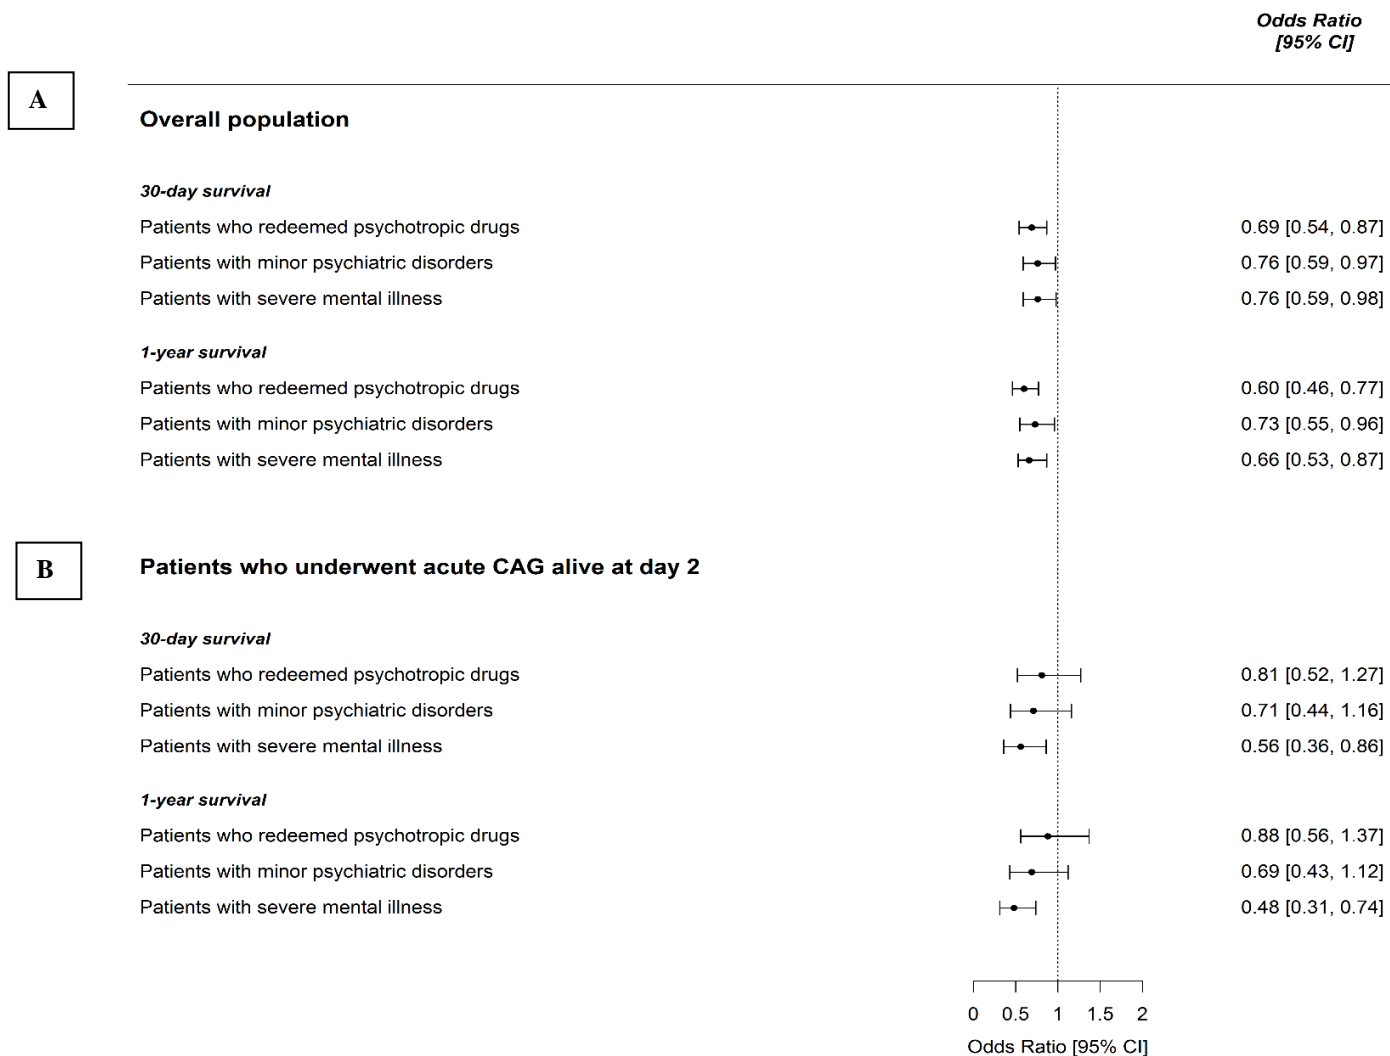 Odds Ratio
[95% CI]
A
Overall population
30-day survival
Patients who redeemed psychotropic drugs 0.69 [0.54, 0.87]
Patients with minor psychiatric disorders 0.76 [0.59, 0.97]
Patients with severe mental illness 0.76 [0.59, 0.98]
1-year survival
Patients who redeemed psychotropic drugs 0.60 [0.46, 0.77]
Patients with minor psychiatric disorders 0.73 [0.55, 0.96]
Patients with severe mental illness 0.66 [0.53, 0.87]
B
Patients who underwent acute CAG alive at day 2
30-day survival
Patients who redeemed psychotropic drugs 0.81 [0.52, 1.27]
Patients with minor psychiatric disorders 0.71 [0.44, 1.16]
Patients with severe mental illness 0.56 [0.36, 0.86]
1-year survival
Patients who redeemed psychotropic drugs 0.88 [0.56, 1.37]
Patients with minor psychiatric disorders 0.69 [0.43, 1.12]
Patients with severe mental illness 0.48 [0.31, 0.74]
0 0.5 1 1.5 2
Odds Ratio [95% CI]